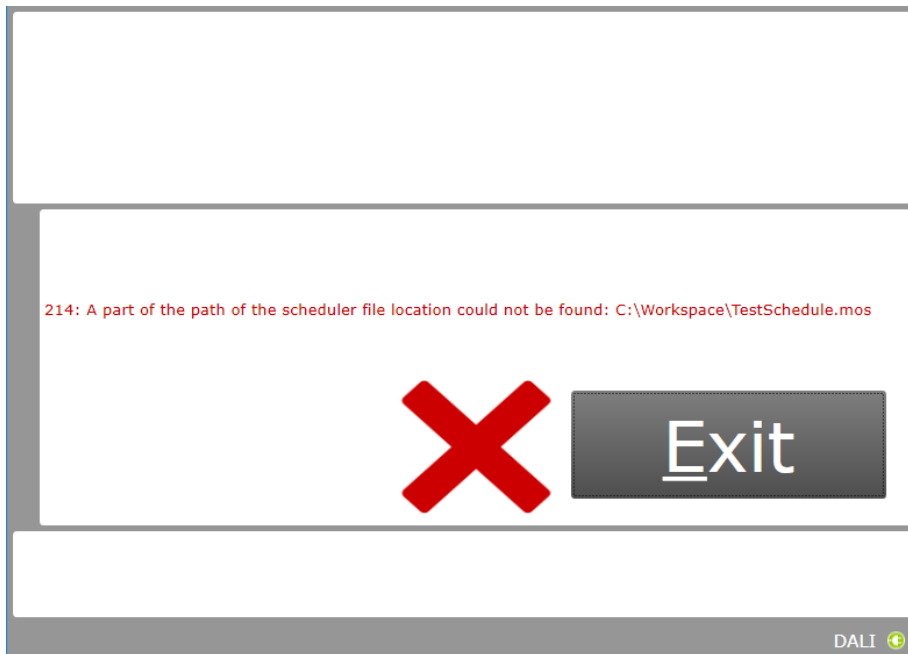 214: A part of the path of the scheduler file location could not be found: C:\Workspace\TestSchedule.mos
Exit
DALI